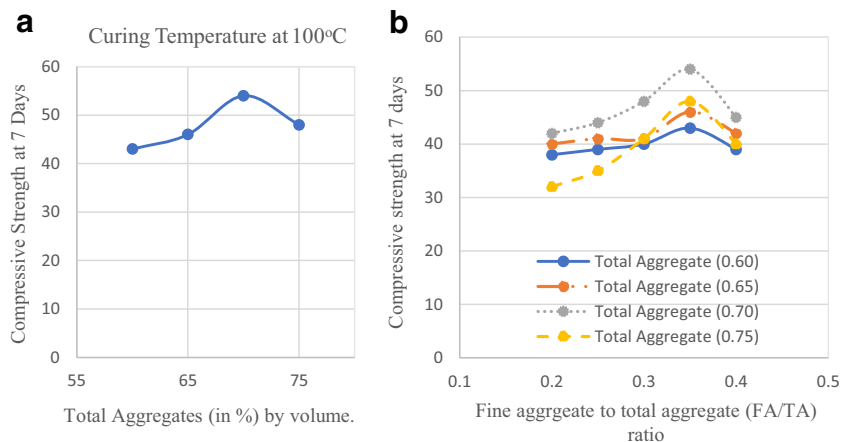 a
Curing Temperature at 100°C
Compressive Strength at 7 Days
60
50
40
30
20
10
0
55
65
75
Total Aggregates (in %) by volume.
b
Compressive strength at 7 days
60
50
40
30
20
10
0
Total Aggregate (0.60)
Total Aggregate (0.65)
Total Aggregate (0.70)
Total Aggregate (0.75)
0.1
0.2
0.3
0.4
0.5
Fine aggrgeate to total aggregate (FA/TA)
ratio